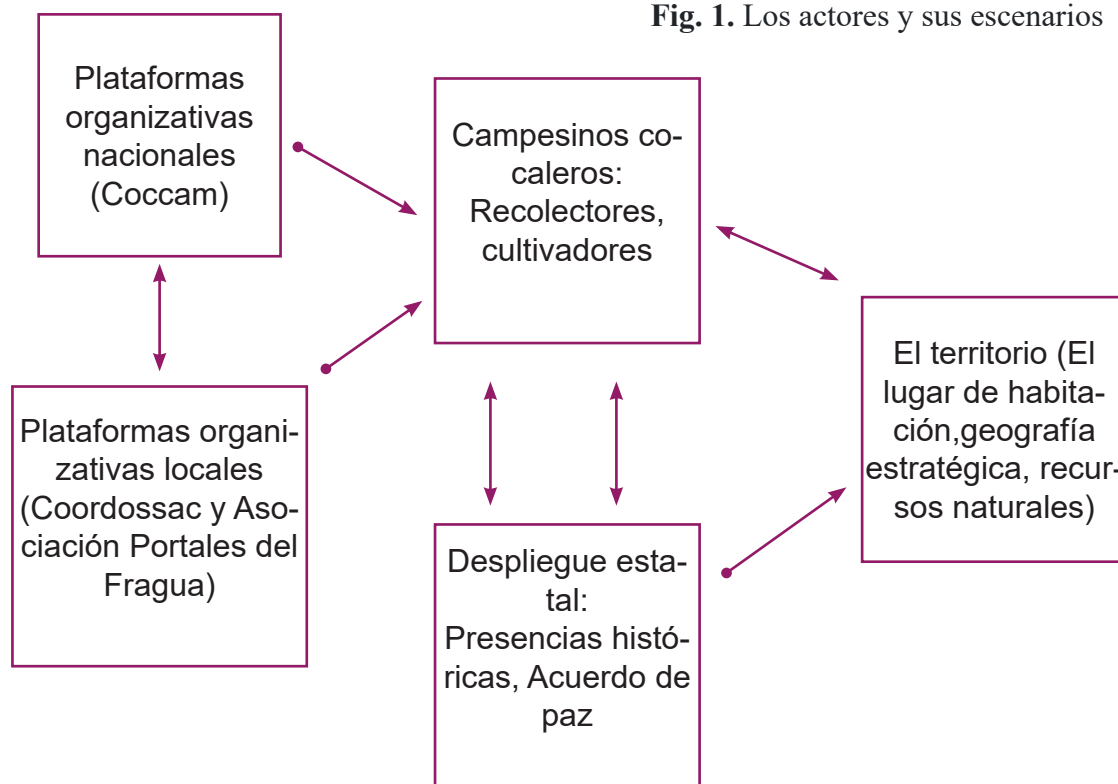 Fig. 1. Los actores y sus escenarios
Plataformas
organizativas
nacionales
(Coccam)
Campesinos co-
caleros:
Recolectores,
cultivadores
El territorio (El
lugar de habita-
ción,geografía
estratégica, recur-
sos naturales)
Plataformas organi-
zativas locales
(Coordossac y Aso-
ciación Portales del
Fragua)
Despliegue esta-
tal:
Presencias histó-
ricas, Acuerdo de
paz